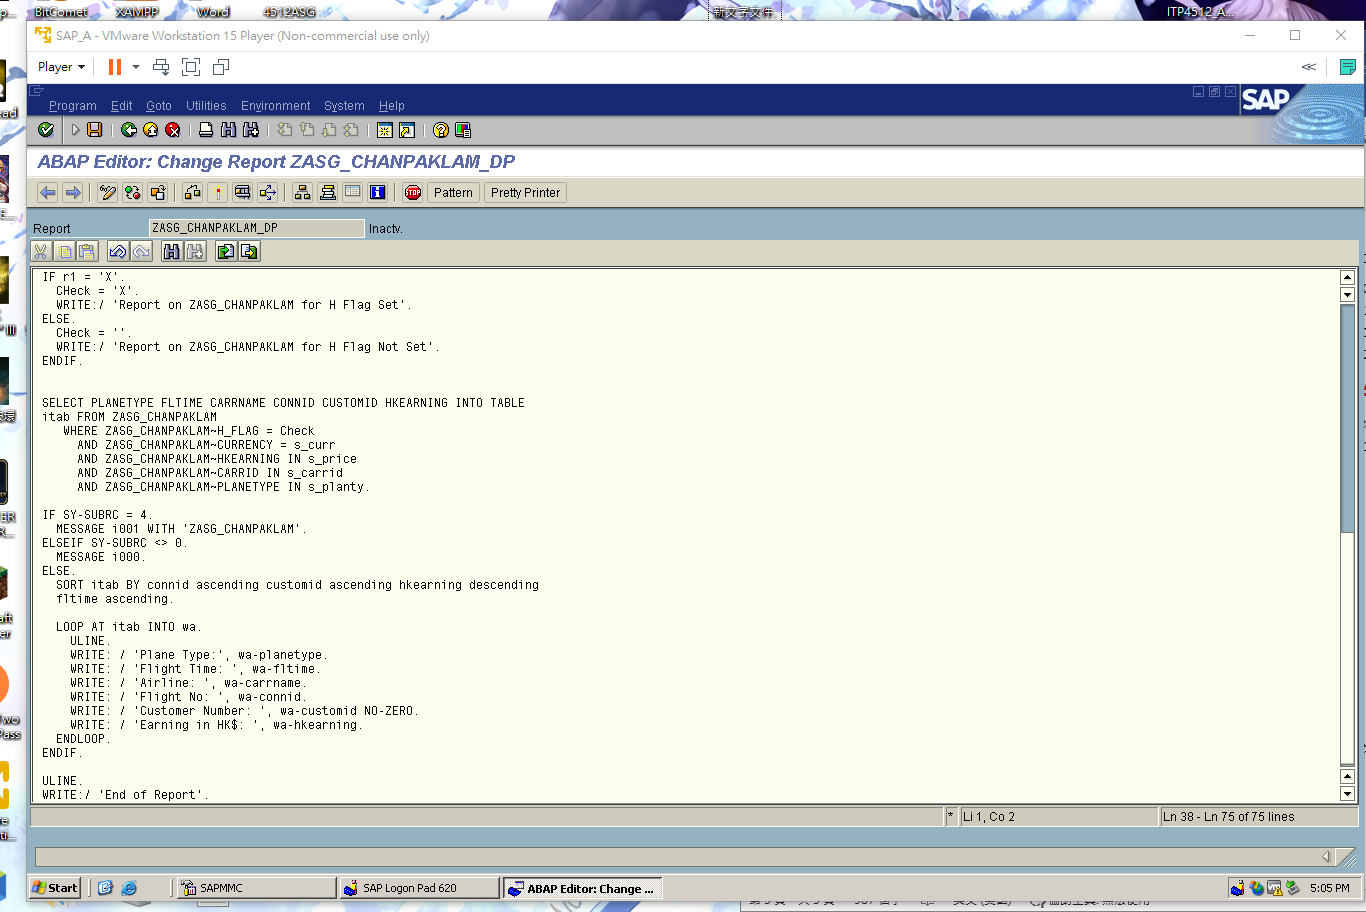 BitComet XAMPP Word 4512ASG 新文字文件 ITP4512_A...
SAP_A - VMware Workstation 15 Player (Non-commercial use only)
Player
Program Edit Goto Utilities Environment System Help
SAP
ABAP Editor: Change Report ZASG_CHANPAKLAM_DP
STOP Pattern Pretty Printer
Report ZASG_CHANPAKLAM_DP Inactv.
IF r1 = 'X'.
CHeck = 'X'.
WRITE:/ 'Report on ZASG_CHANPAKLAM for H Flag Set'.
ELSE.
CHeck = ''.
WRITE:/ 'Report on ZASG_CHANPAKLAM for H Flag Not Set'.
ENDIF.
SELECT PLANETYPE FLTIME CARRNAME CONNID CUSTOMID HKEARNING INTO TABLE
itab FROM ZASG_CHANPAKLAM
WHERE ZASG_CHANPAKLAM~H_FLAG = Check
AND ZASG_CHANPAKLAM~CURRENCY = s_curr
AND ZASG_CHANPAKLAM~HKEARNING IN s_price
AND ZASG_CHANPAKLAM~CARRID IN s_carrid
AND ZASG_CHANPAKLAM~PLANETYPE IN s_planty.
IF SY-SUBRC = 4.
MESSAGE i001 WITH 'ZASG_CHANPAKLAM'.
ELSEIF SY-SUBRC <> 0.
MESSAGE i000.
ELSE.
SORT itab BY connid ascending customid ascending hkearning descending
fltime ascending.
LOOP AT itab INTO wa.
ULINE.
WRITE: / 'Plane Type:', wa-planetype.
WRITE: / 'Flight Time: ', wa-fltime.
WRITE: / 'Airline: ', wa-carrname.
WRITE: / 'Flight No: ', wa-connid.
WRITE: / 'Customer Number: ', wa-customid NO-ZERO.
WRITE: / 'Earning in HK$: ', wa-hkearning.
ENDLOOP.
ENDIF.
ULINE.
WRITE:/ 'End of Report'.
* Li 1, Co 2 Ln 38 - Ln 75 of 75 lines
Start SAPMMC SAP Logon Pad 620 ABAP Editor: Change ... 5:05 PM